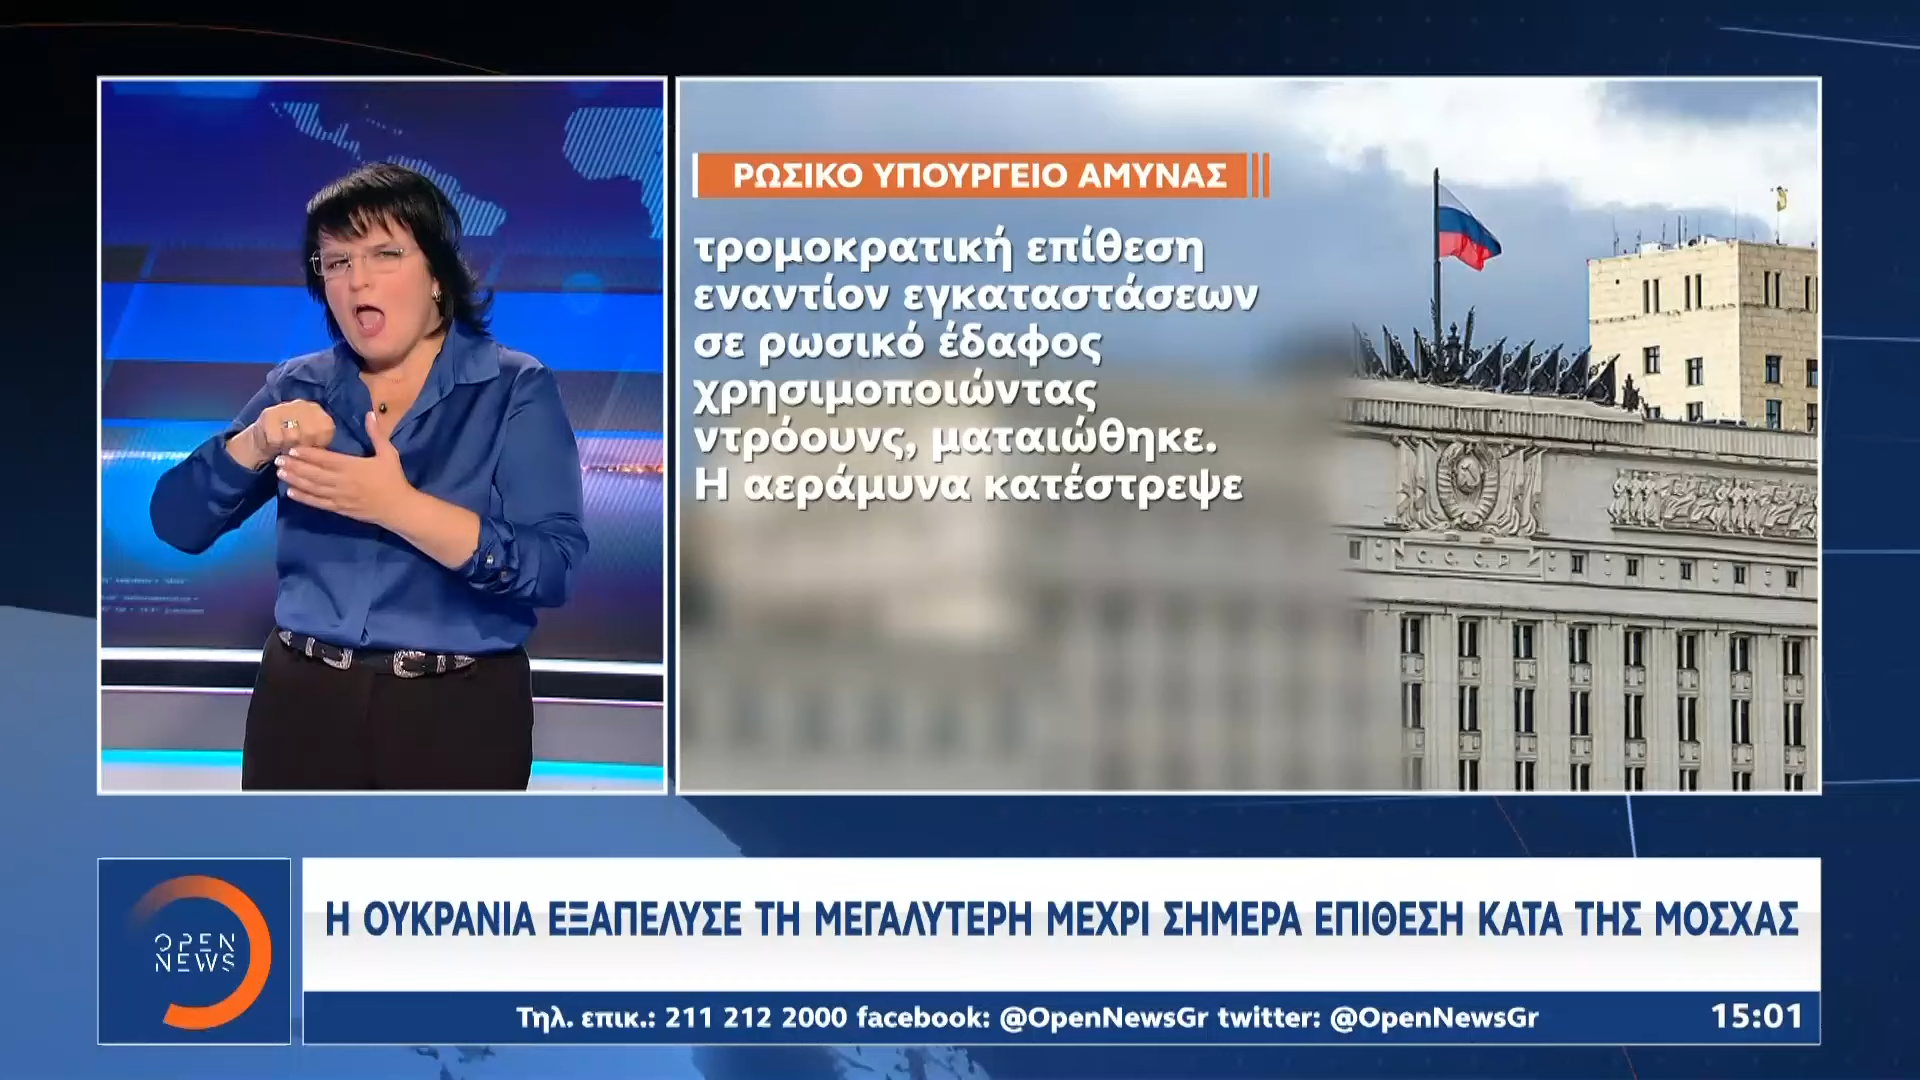 ΡΩΣΙΚΟ ΥΠΟΥΡΓΕΙΟ ΑΜΥΝΑΣ
τρομοκρατική επίθεση
εναντίον εγκαταστάσεων
σε ρωσικό έδαφος
χρησιμοποιώντας
ντρόουνς, ματαιώθηκε.
Η αεράμυνα κατέστρεψε
C.C.C.P
OPEN
NEWS
Η ΟΥΚΡΑΝΙΑ ΕΞΑΠΕΛΥΣΕ ΤΗ ΜΕΓΑΛΥΤΕΡΗ ΜΕΧΡΙ ΣΗΜΕΡΑ ΕΠΙΘΕΣΗ ΚΑΤΑ ΤΗΣ ΜΟΣΧΑΣ
Τηλ. επικ.: 211 212 2000 facebook: @OpenNewsGr twitter: @OpenNewsGr
15:01